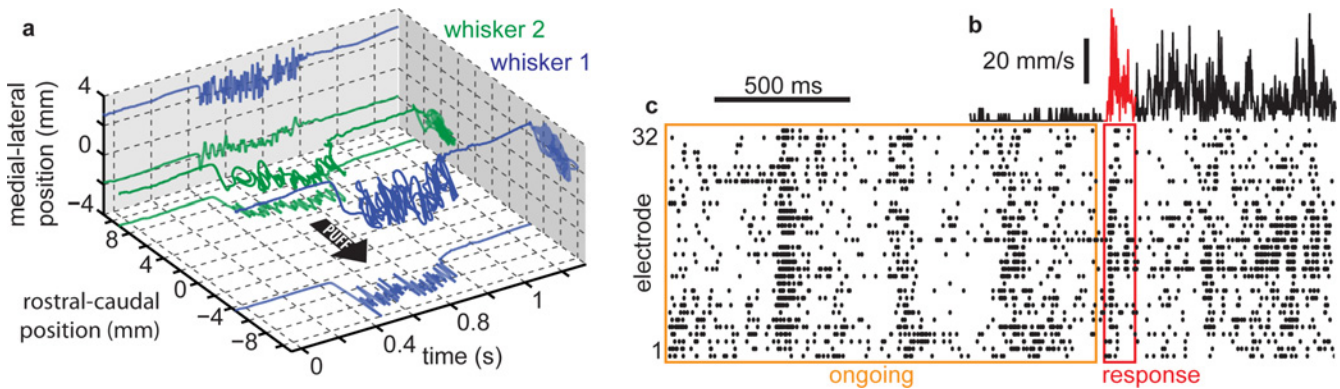 a
whisker 2
whisker 1
medial-lateral
position (mm)
4
0
−4
8
4
0
−4
−8
rostral-caudal
position (mm)
PUFF
0
0.4
0.8
1
time (s)
b
20 mm/s
500 ms
c
32
electrode
1
ongoing
response